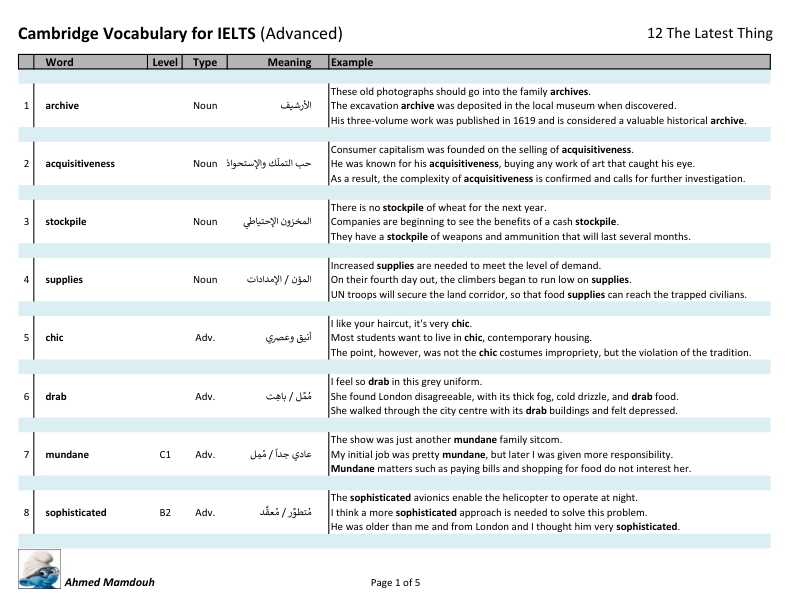 Cambridge Vocabulary for IELTS (Advanced) 12 The Latest Thing
Word Level Type Meaning Example
These old photographs should go into the family archives.
1 archive Noun الأرشيف The excavation archive was deposited in the local museum when discovered.
His three-volume work was published in 1619 and is considered a valuable historical archive.
Consumer capitalism was founded on the selling of acquisitiveness.
2 acquisitiveness Noun حب التملّك والإستحواذ He was known for his acquisitiveness, buying any work of art that caught his eye.
As a result, the complexity of acquisitiveness is confirmed and calls for further investigation.
There is no stockpile of wheat for the next year.
3 stockpile Noun المخزون الإحتياطي Companies are beginning to see the benefits of a cash stockpile.
They have a stockpile of weapons and ammunition that will last several months.
Increased supplies are needed to meet the level of demand.
4 supplies Noun المؤن / الإمدادات On their fourth day out, the climbers began to run low on supplies.
UN troops will secure the land corridor, so that food supplies can reach the trapped civilians.
I like your haircut, it's very chic.
5 chic Adv. أنيق وعصري Most students want to live in chic, contemporary housing.
The point, however, was not the chic costumes impropriety, but the violation of the tradition.
I feel so drab in this grey uniform.
6 drab Adv. مُمِّل / باهِت She found London disagreeable, with its thick fog, cold drizzle, and drab food.
She walked through the city centre with its drab buildings and felt depressed.
The show was just another mundane family sitcom.
7 mundane C1 Adv. عادي جداً / مُمِل My initial job was pretty mundane, but later I was given more responsibility.
Mundane matters such as paying bills and shopping for food do not interest her.
The sophisticated avionics enable the helicopter to operate at night.
8 sophisticated B2 Adv. مُتطوِّر / مُعقَّد I think a more sophisticated approach is needed to solve this problem.
He was older than me and from London and I thought him very sophisticated.
Ahmed Mamdouh Page 1 of 5